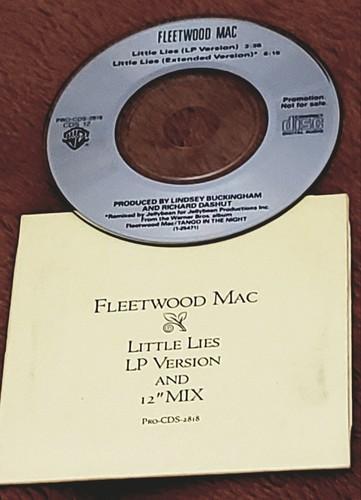 FLEETWOOD MAC
Little Lies (LP Version) 3:38
Little Lies (Extended Version)* 6:10
PRO-CDS-2818
CDS 12
Promotion.
Not for sale.
disc
DIGITAL AUDIO
PRODUCED BY LINDSEY BUCKINGHAM
AND RICHARD DASHUT
*Remixed by Jellybean for Jellybean Productions Inc.
From the Warner Bros. album
Fleetwood Mac/TANGO IN THE NIGHT
(1-25471)
FLEETWOOD MAC
LITTLE LIES
LP VERSION
AND
12" MIX
PRO-CDS-2818